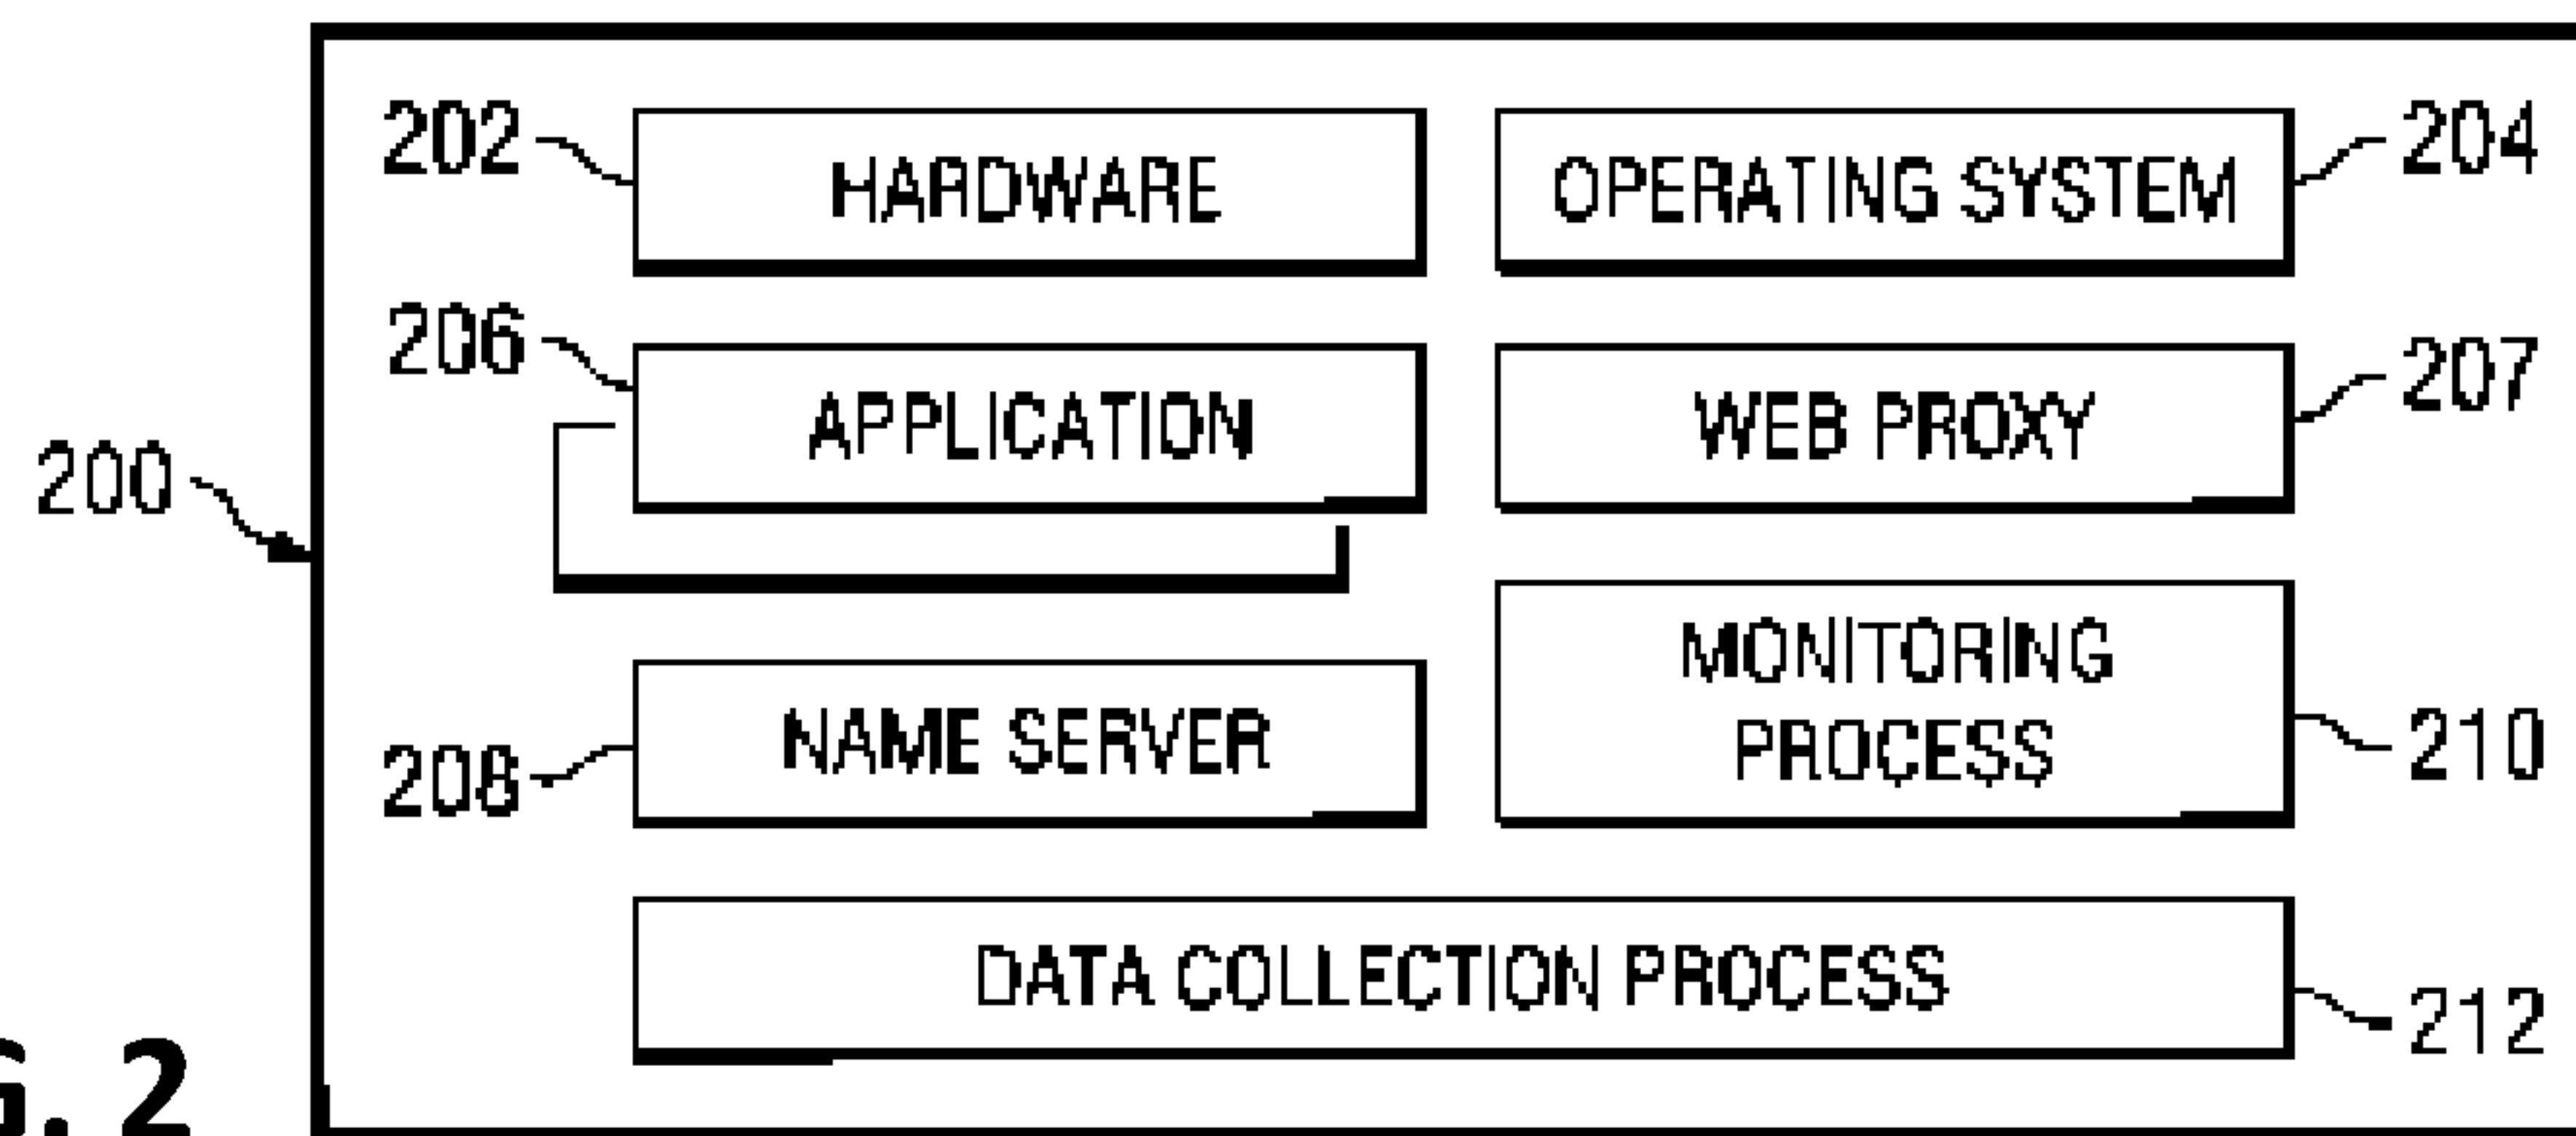 202 HARDWARE OPERATING SYSTEM 204
206 APPLICATION WEB PROXY 207
200
208 NAME SERVER MONITORING
PROCESS 210
DATA COLLECTION PROCESS 212
G. 2